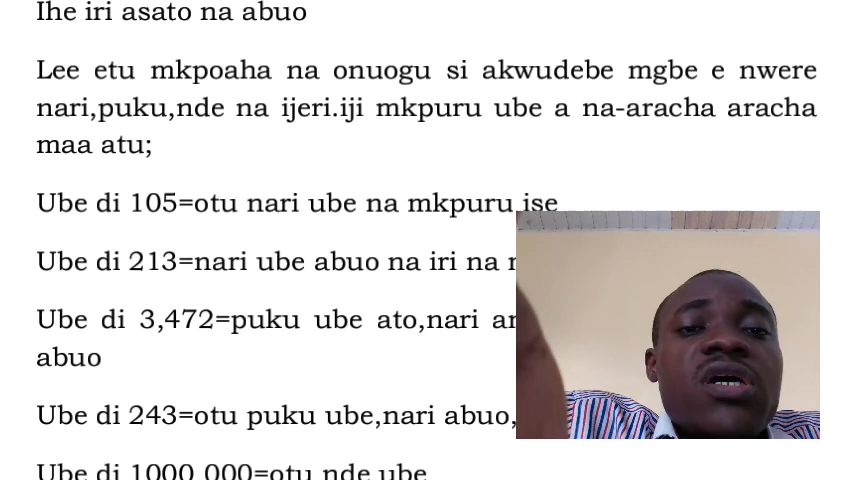 Ihe iri asato na abuo
Lee etu mkpoaha na onuogu si akwudebe mgbe e nwere
nari,puku,nde na ijeri.iji mkpuru ube a na-aracha aracha
maa atu;
Ube di 105=otu nari ube na mkpuru ise
Ube di 213=nari ube abuo na iri na
Ube di 3,472=puku ube ato,nari
abuo
Ube di 243=otu puku ube,nari abuo,
Ube di 1000,000=otu nde ube